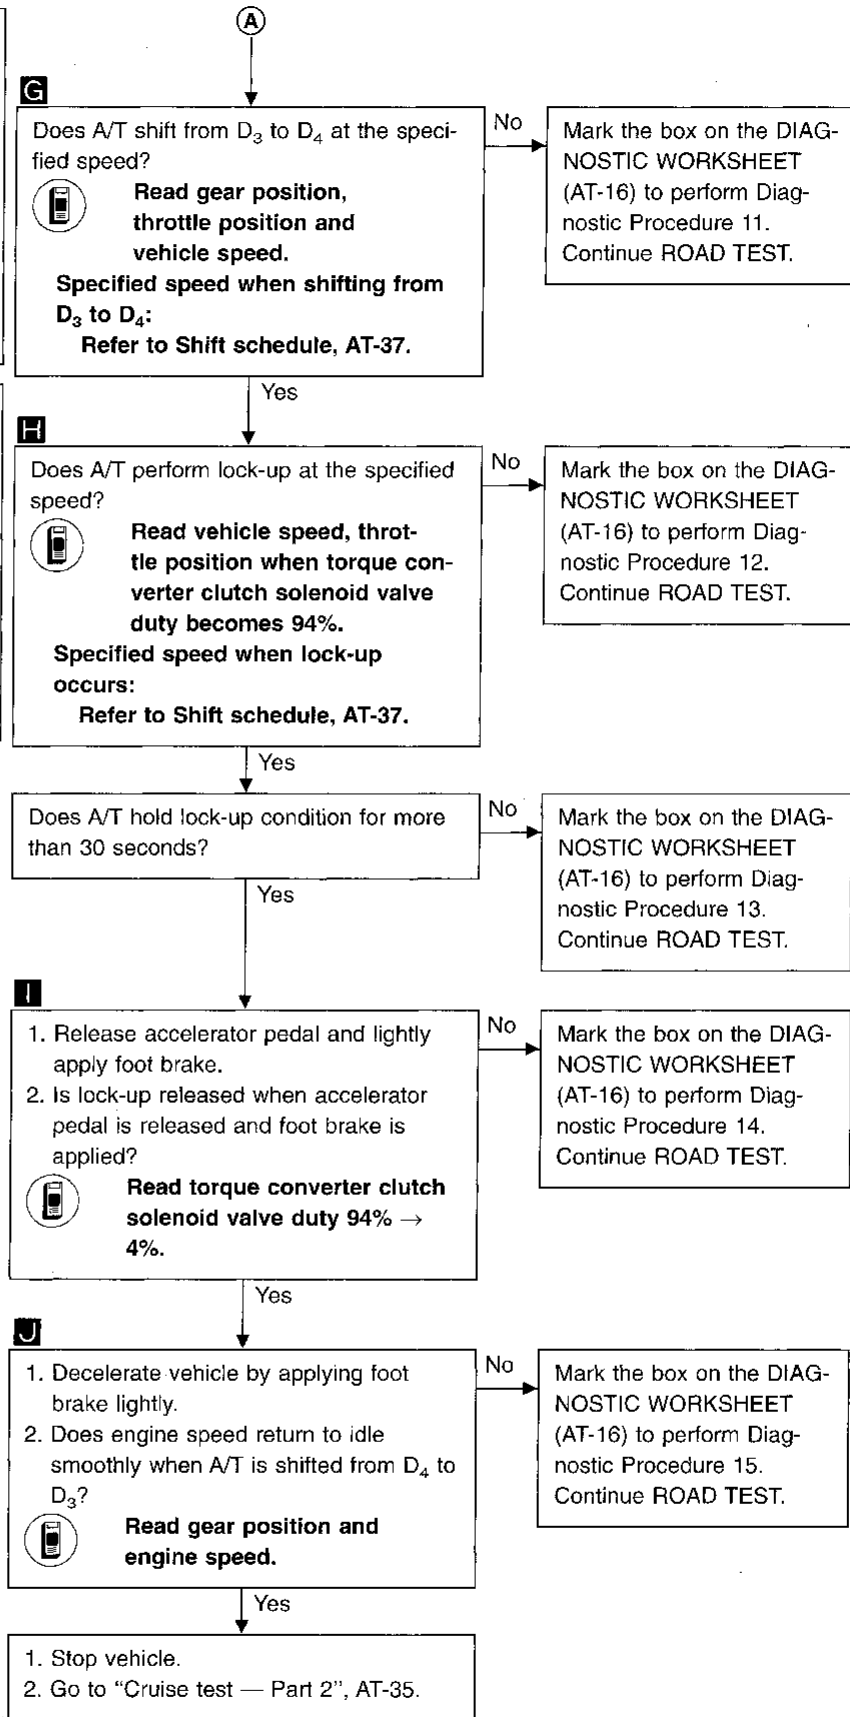 A
G
Does A/T shift from D3 to D4 at the speci-
fied speed?
Read gear position,
throttle position and
vehicle speed.
Specified speed when shifting from
D3 to D4:
Refer to Shift schedule, AT-37.
No
Mark the box on the DIAG-
NOSTIC WORKSHEET
(AT-16) to perform Diag-
nostic Procedure 11.
Continue ROAD TEST.
Yes
H
Does A/T perform lock-up at the specified
speed?
Read vehicle speed, throt-
tle position when torque con-
verter clutch solenoid valve
duty becomes 94%.
Specified speed when lock-up
occurs:
Refer to Shift schedule, AT-37.
No
Mark the box on the DIAG-
NOSTIC WORKSHEET
(AT-16) to perform Diag-
nostic Procedure 12.
Continue ROAD TEST.
Yes
Does A/T hold lock-up condition for more
than 30 seconds?
No
Mark the box on the DIAG-
NOSTIC WORKSHEET
(AT-16) to perform Diag-
nostic Procedure 13.
Continue ROAD TEST.
Yes
I
1. Release accelerator pedal and lightly
apply foot brake.
2. Is lock-up released when accelerator
pedal is released and foot brake is
applied?
Read torque converter clutch
solenoid valve duty 94% →
4%.
No
Mark the box on the DIAG-
NOSTIC WORKSHEET
(AT-16) to perform Diag-
nostic Procedure 14.
Continue ROAD TEST.
Yes
J
1. Decelerate vehicle by applying foot
brake lightly.
2. Does engine speed return to idle
smoothly when A/T is shifted from D4 to
D3?
Read gear position and
engine speed.
No
Mark the box on the DIAG-
NOSTIC WORKSHEET
(AT-16) to perform Diag-
nostic Procedure 15.
Continue ROAD TEST.
Yes
1. Stop vehicle.
2. Go to “Cruise test — Part 2”, AT-35.